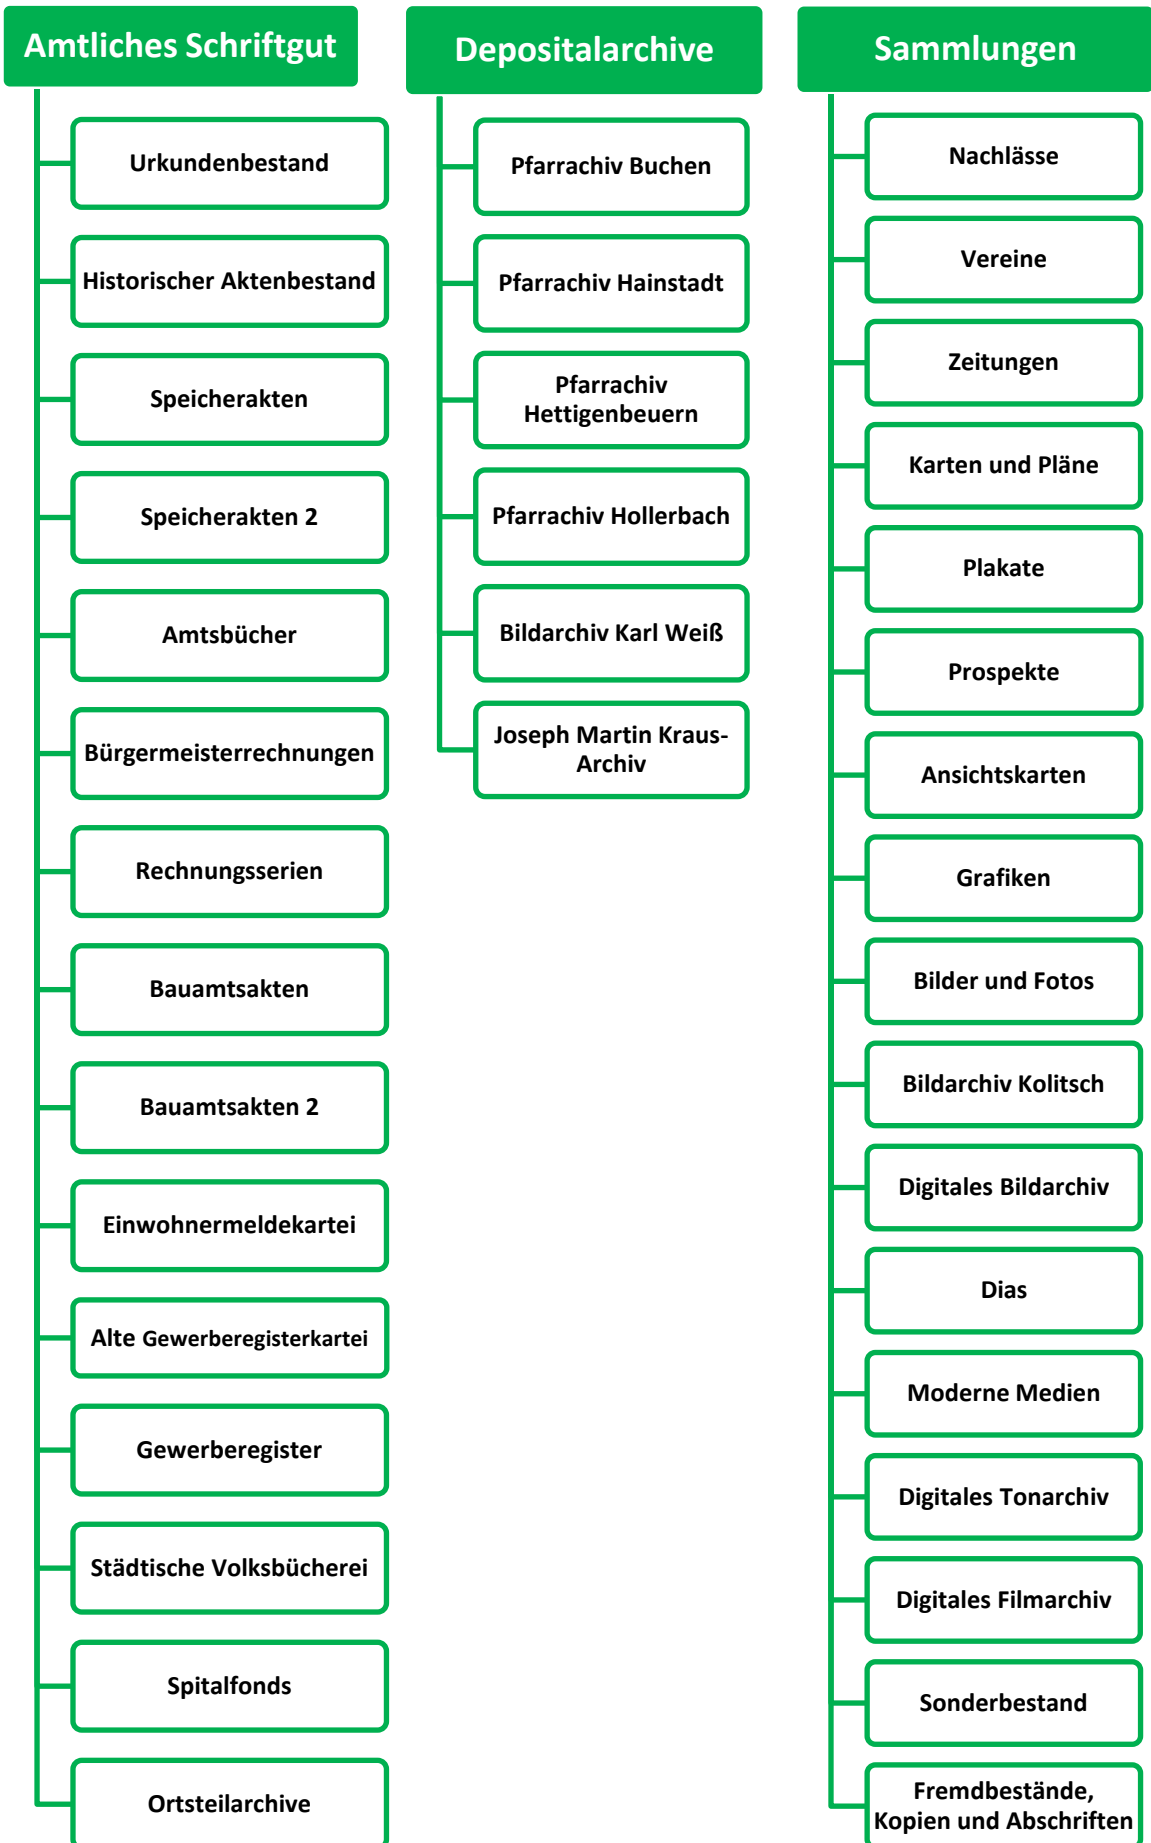 Amtliches Schriftgut
Urkundenbestand
Historischer Aktenbestand
Speicherakten
Speicherakten 2
Amtsbücher
Bürgermeisterrechnungen
Rechnungsserien
Bauamtsakten
Bauamtsakten 2
Einwohnermeldekartei
Alte Gewerberegisterkartei
Gewerberegister
Städtische Volksbücherei
Spitalfonds
Ortsteilarchive
Depositalarchive
Pfarrachiv Buchen
Pfarrachiv Hainstadt
Pfarrachiv
Hettigenbeuern
Pfarrachiv Hollerbach
Bildarchiv Karl Weiß
Joseph Martin Kraus-
Archiv
Sammlungen
Nachlässe
Vereine
Zeitungen
Karten und Pläne
Plakate
Prospekte
Ansichtskarten
Grafiken
Bilder und Fotos
Bildarchiv Kolitsch
Digitales Bildarchiv
Dias
Moderne Medien
Digitales Tonarchiv
Digitales Filmarchiv
Sonderbestand
Fremdbestände,
Kopien und Abschriften